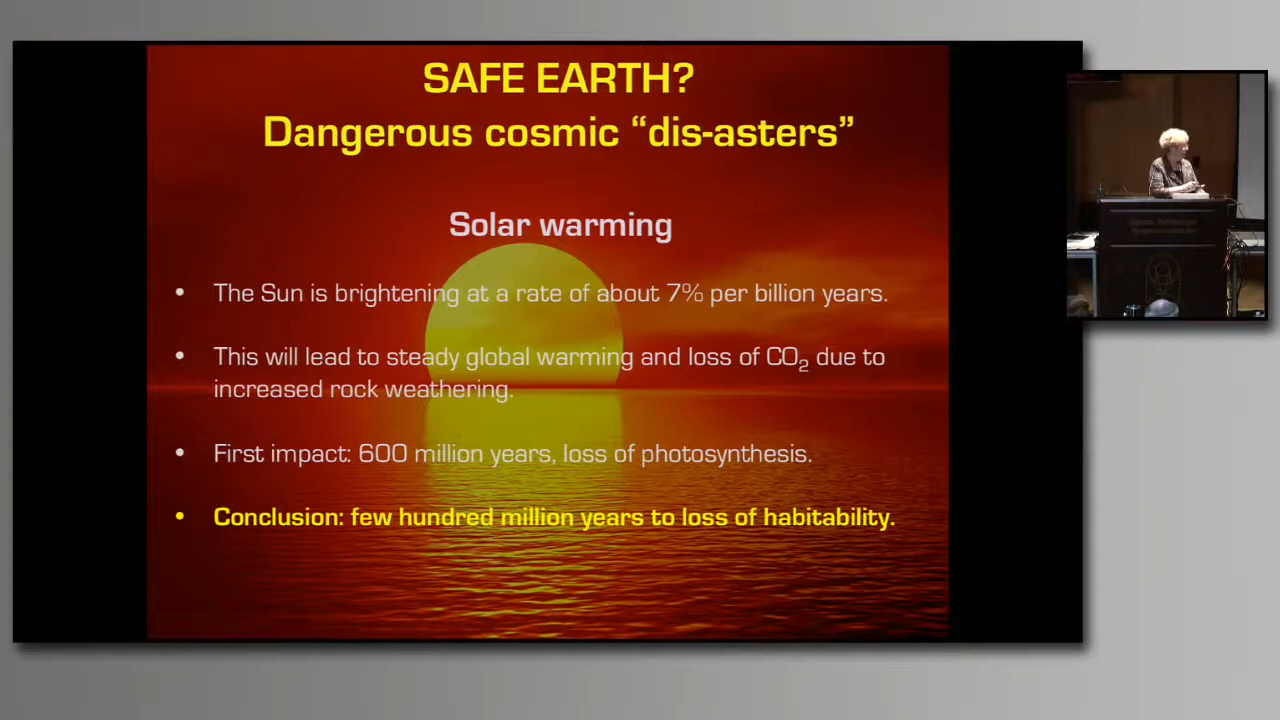 SAFE EARTH?
Dangerous cosmic “dis-asters”
Solar warming
• The Sun is brightening at a rate of about 7% per billion years.
• This will lead to steady global warming and loss of CO₂ due to
increased rock weathering.
• First impact: 600 million years, loss of photosynthesis.
• Conclusion: few hundred million years to loss of habitability.